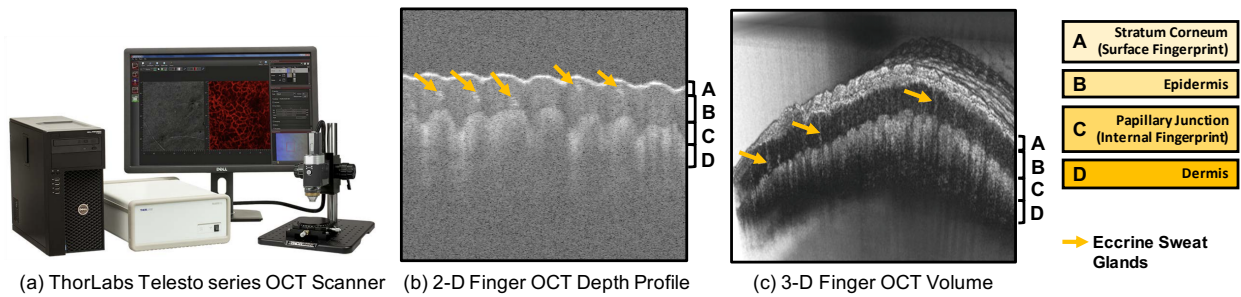 A
B
C
D
A
B
C
D
A Stratum Corneum
(Surface Fingerprint)
B Epidermis
C Papillary Junction
(Internal Fingerprint)
D Dermis
Eccrine Sweat
Glands
DELL
(a) ThorLabs Telesto series OCT Scanner
(b) 2-D Finger OCT Depth Profile
(c) 3-D Finger OCT Volume